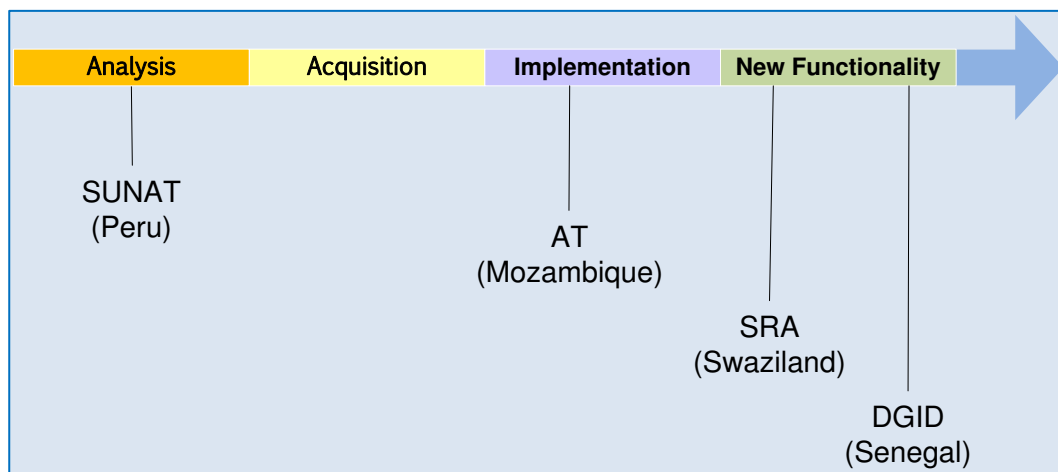 Analysis
Acquisition
Implementation
New Functionality
SUNAT
(Peru)
AT
(Mozambique)
SRA
(Swaziland)
DGID
(Senegal)